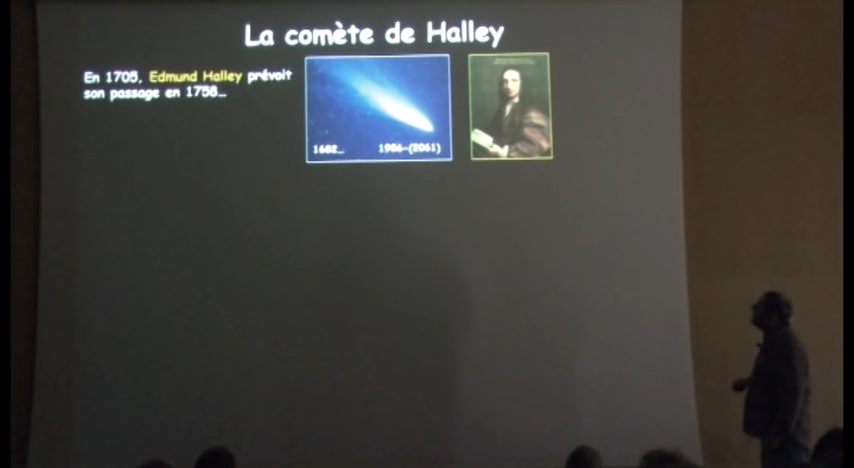 La comète de Halley
En 1705, Edmund Halley prévoit
son passage en 1758…
1682…
1986-(2061)